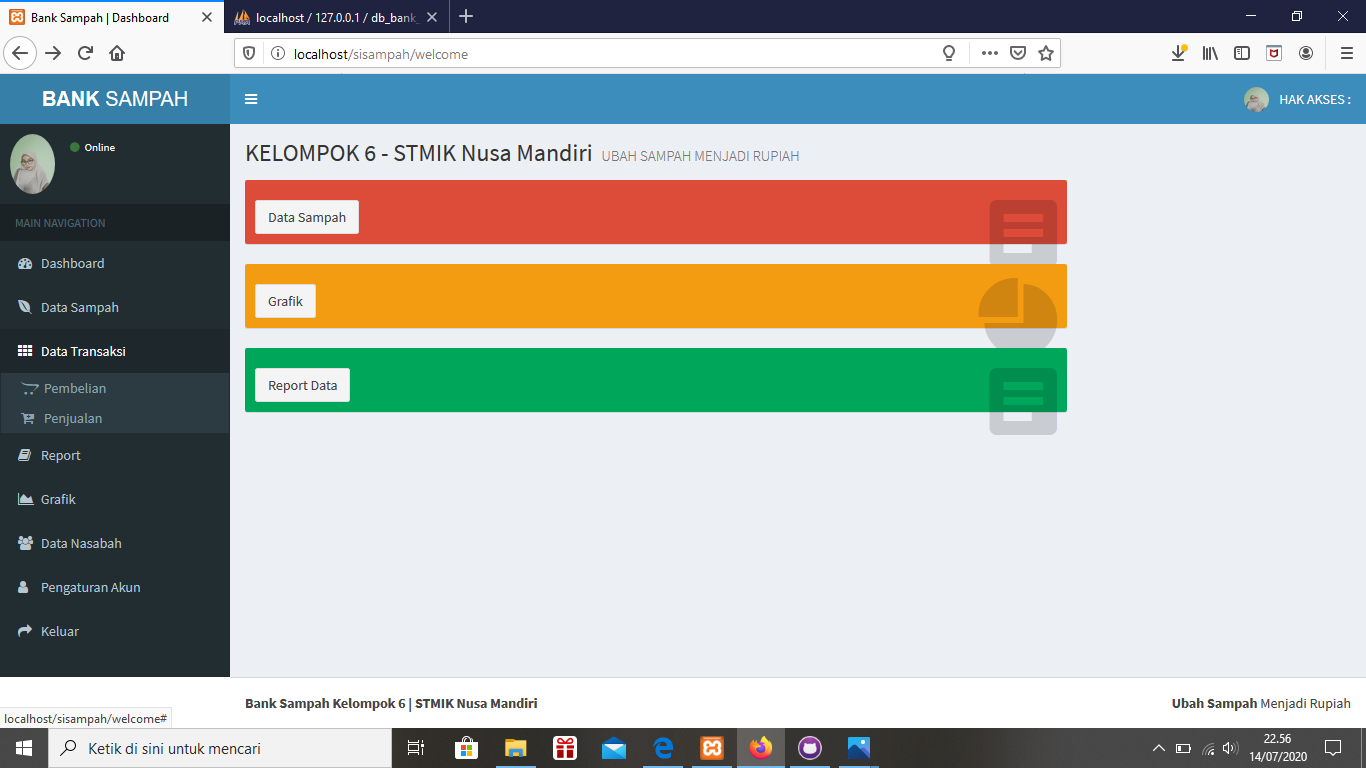 Bank Sampah | Dashboard
localhost / 127.0.0.1 / db_bank_
localhost/sisampah/welcome
BANK SAMPAH
HAK AKSES :
Online
MAIN NAVIGATION
Dashboard
Data Sampah
Data Transaksi
Pembelian
Penjualan
Report
Grafik
Data Nasabah
Pengaturan Akun
Keluar
KELOMPOK 6 - STMIK Nusa Mandiri UBAH SAMPAH MENJADI RUPIAH
Data Sampah
Grafik
Report Data
Bank Sampah Kelompok 6 | STMIK Nusa Mandiri
Ubah Sampah Menjadi Rupiah
localhost/sisampah/welcome#
Ketik di sini untuk mencari
22.56
14/07/2020